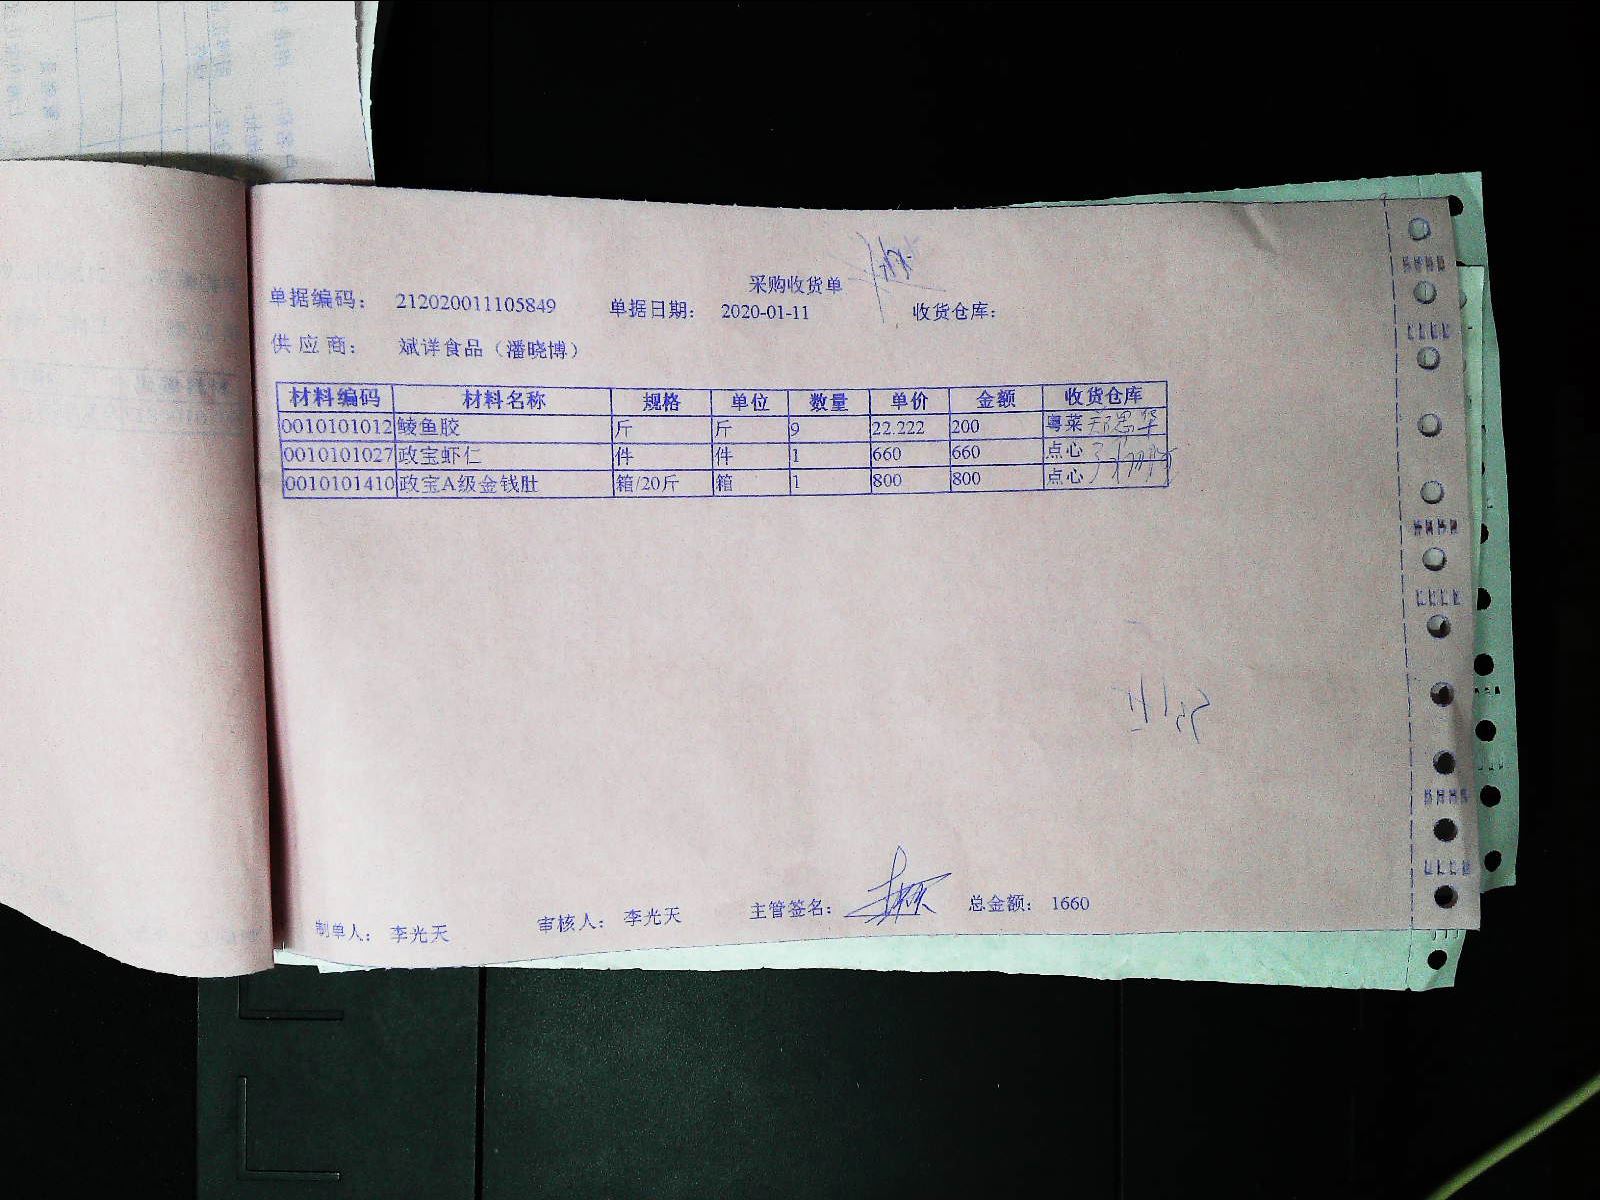 采购收货单
单据编码： 212020011105849 单据日期： 2020-01-11 收货仓库：
供应商： 斌详食品（潘晓博）
材料编码 材料名称 规格 单位 数量 单价 金额 收货仓库
0010101012 鲮鱼胶 斤 斤 9 22.222 200 粤菜
0010101027 政宝虾仁 件 件 1 660 660 点心
0010101410 政宝A级金钱肚 箱/20斤 箱 1 800 800 点心
制单人： 李光天 审核人： 李光天 主管签名： 总金额： 1660